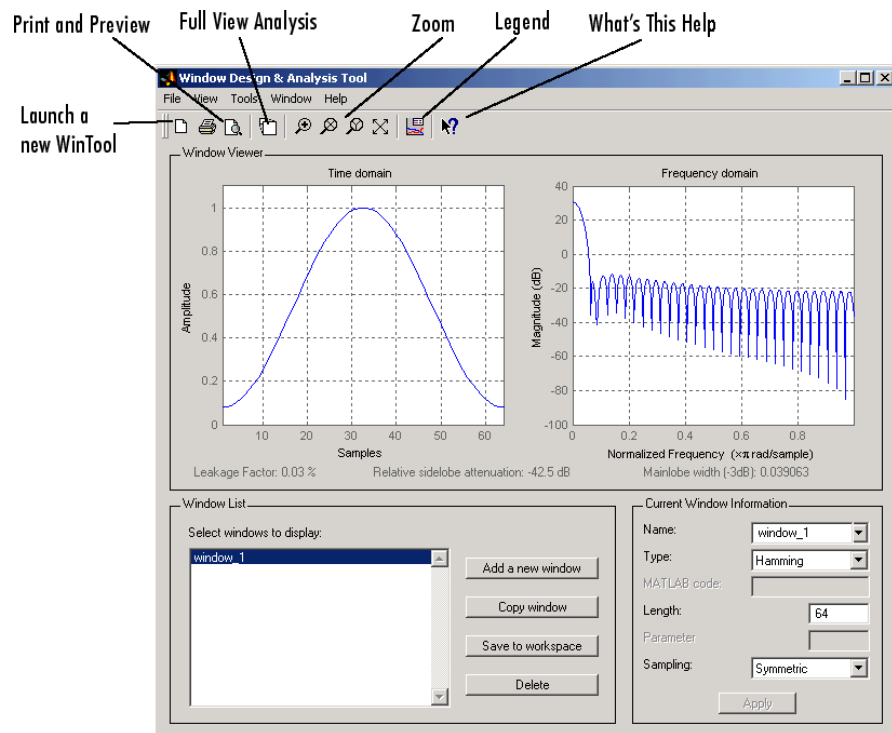 Print and Preview
Full View Analysis
Zoom
Legend
What's This Help
Launch a
new WinTool
Window Design & Analysis Tool
File View Tools Window Help
Window Viewer
Time domain
Amplitude
1
0.8
0.6
0.4
0.2
0
10 20 30 40 50 60
Samples
Frequency domain
Magnitude (dB)
40
20
0
-20
-40
-60
-80
-100
0 0.2 0.4 0.6 0.8
Normalized Frequency (×π rad/sample)
Leakage Factor: 0.03 %
Relative sidelobe attenuation: -42.5 dB
Mainlobe width (-3dB): 0.039063
Window List
Select windows to display:
window_1
Add a new window
Copy window
Save to workspace
Delete
Current Window Information
Name: window_1
Type: Hamming
MATLAB code:
Length: 64
Parameter
Sampling: Symmetric
Apply